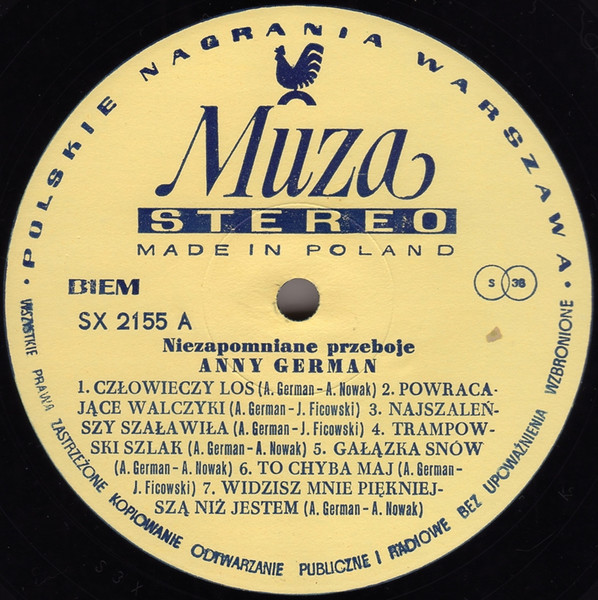 · POLSKIE NAGRANIA WARSZAWA ·
Muza
STEREO
MADE IN POLAND
BIEM
S 36
SX 2155 A
Niezapomniane przeboje
ANNY GERMAN
1. CZŁOWIECZY LOS (A. German – A. Nowak) 2. POWRACA-
JĄCE WALCZYKI (A. German – J. Ficowski) 3. NAJSZALEŃ-
SZY SZAŁAWIŁA (A. German – J. Ficowski) 4. TRAMPOW-
SKI SZLAK (A. German – A. Nowak) 5. GAŁĄZKA SNÓW
(A. German – A. Nowak) 6. TO CHYBA MAJ (A. German –
J. Ficowski) 7. WIDZISZ MNIE PIĘKNIEJ-
SZĄ NIŻ JESTEM (A. German – A. Nowak)
WSZYSTKIE PRAWA ZASTRZEŻONE KOPIOWANIE ODTWARZANIE PUBLICZNE I RADIOWE BEZ UPOWAŻNIENIA WZBRONIONE